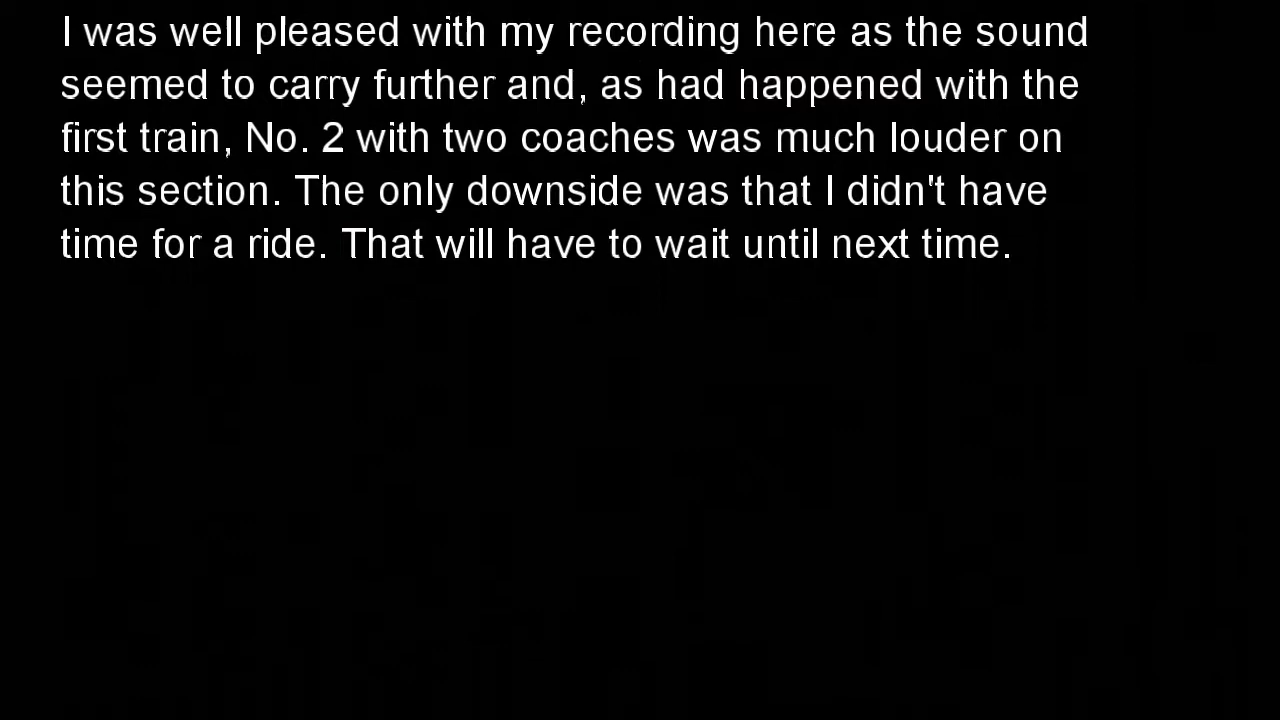 I was well pleased with my recording here as the sound
seemed to carry further and, as had happened with the
first train, No. 2 with two coaches was much louder on
this section. The only downside was that I didn't have
time for a ride. That will have to wait until next time.